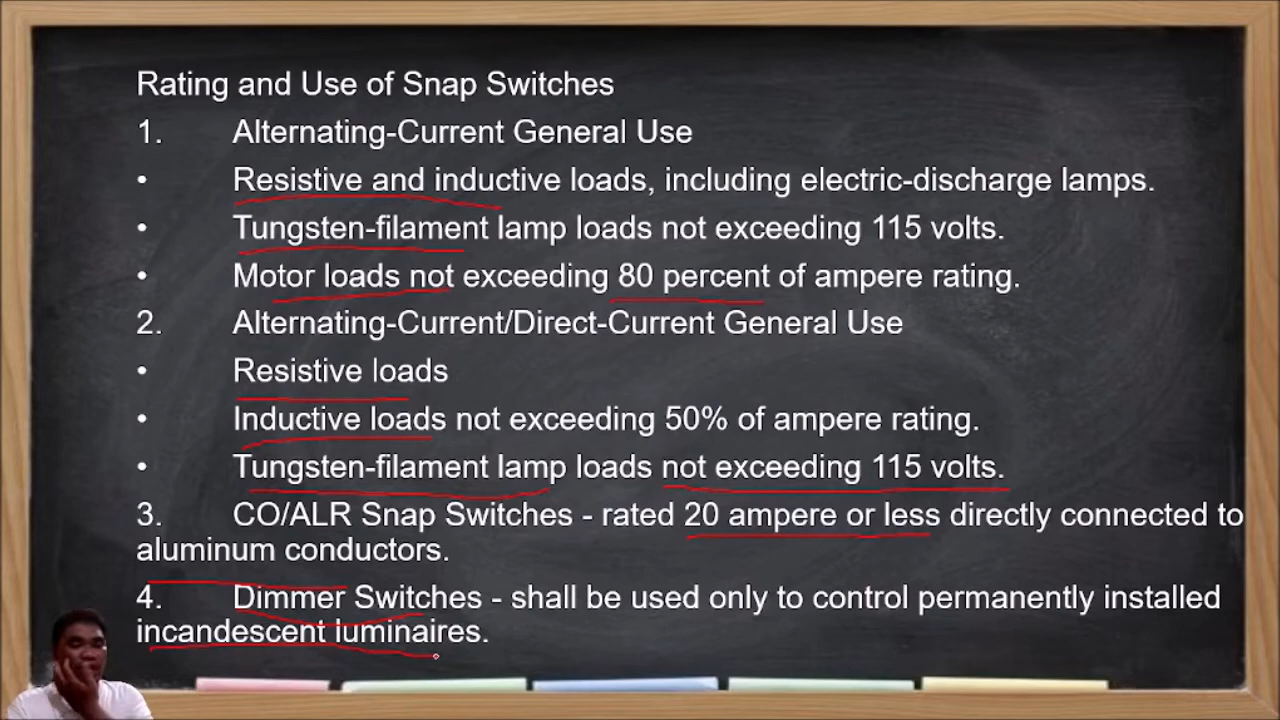 Rating and Use of Snap Switches
1. Alternating-Current General Use
• Resistive and inductive loads, including electric-discharge lamps.
• Tungsten-filament lamp loads not exceeding 115 volts.
• Motor loads not exceeding 80 percent of ampere rating.
2. Alternating-Current/Direct-Current General Use
• Resistive loads
• Inductive loads not exceeding 50% of ampere rating.
• Tungsten-filament lamp loads not exceeding 115 volts.
3. CO/ALR Snap Switches - rated 20 ampere or less directly connected to
aluminum conductors.
4. Dimmer Switches - shall be used only to control permanently installed
incandescent luminaires.